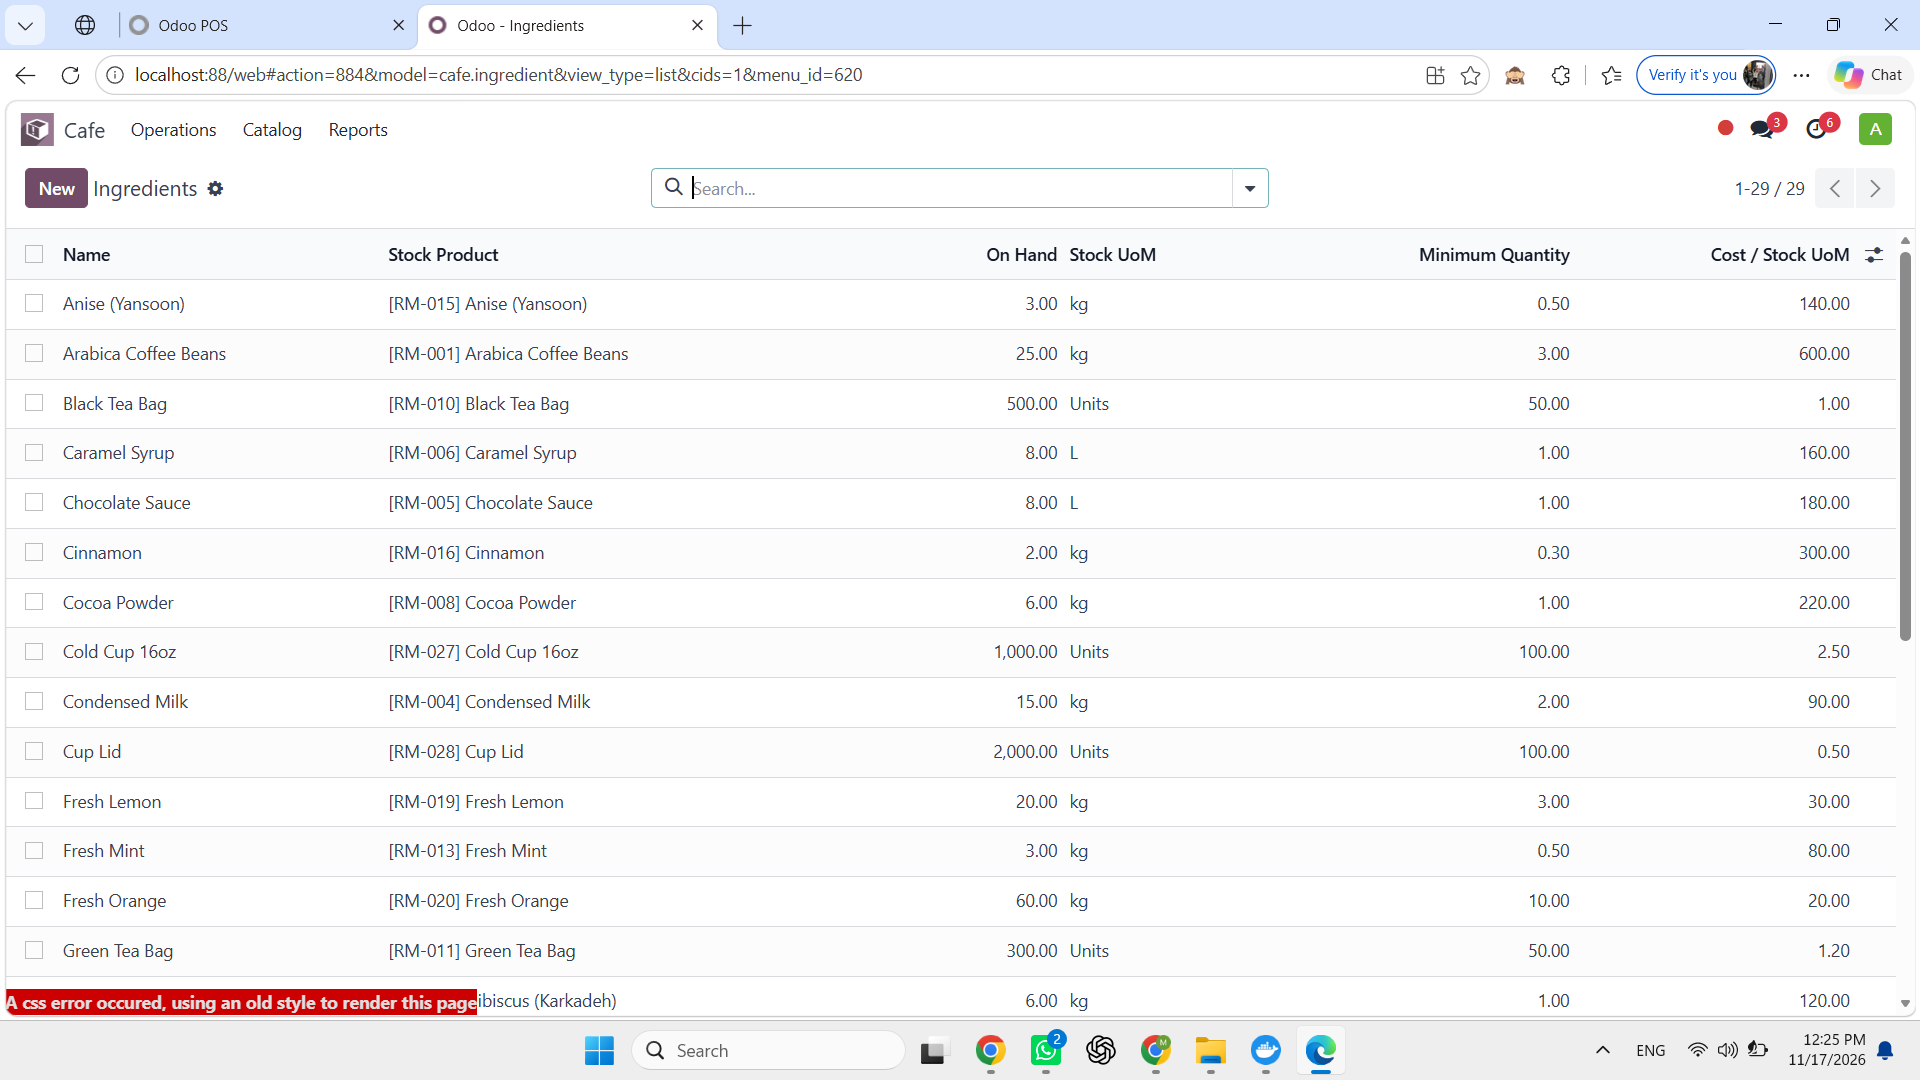 Odoo POS
Odoo - Ingredients
localhost:88/web#action=884&model=cafe.ingredient&view_type=list&cids=1&menu_id=620
Verify it's you
Chat
Cafe
Operations
Catalog
Reports
3
6
A
New
Ingredients
Search...
1-29 / 29
Name Stock Product On Hand Stock UoM Minimum Quantity Cost / Stock UoM
Anise (Yansoon) [RM-015] Anise (Yansoon) 3.00 kg 0.50 140.00
Arabica Coffee Beans [RM-001] Arabica Coffee Beans 25.00 kg 3.00 600.00
Black Tea Bag [RM-010] Black Tea Bag 500.00 Units 50.00 1.00
Caramel Syrup [RM-006] Caramel Syrup 8.00 L 1.00 160.00
Chocolate Sauce [RM-005] Chocolate Sauce 8.00 L 1.00 180.00
Cinnamon [RM-016] Cinnamon 2.00 kg 0.30 300.00
Cocoa Powder [RM-008] Cocoa Powder 6.00 kg 1.00 220.00
Cold Cup 16oz [RM-027] Cold Cup 16oz 1,000.00 Units 100.00 2.50
Condensed Milk [RM-004] Condensed Milk 15.00 kg 2.00 90.00
Cup Lid [RM-028] Cup Lid 2,000.00 Units 100.00 0.50
Fresh Lemon [RM-019] Fresh Lemon 20.00 kg 3.00 30.00
Fresh Mint [RM-013] Fresh Mint 3.00 kg 0.50 80.00
Fresh Orange [RM-020] Fresh Orange 60.00 kg 10.00 20.00
Green Tea Bag [RM-011] Green Tea Bag 300.00 Units 50.00 1.20
A css error occured, using an old style to render this page
ibiscus (Karkadeh) 6.00 kg 1.00 120.00
Search
2
M
ENG
12:25 PM
11/17/2026